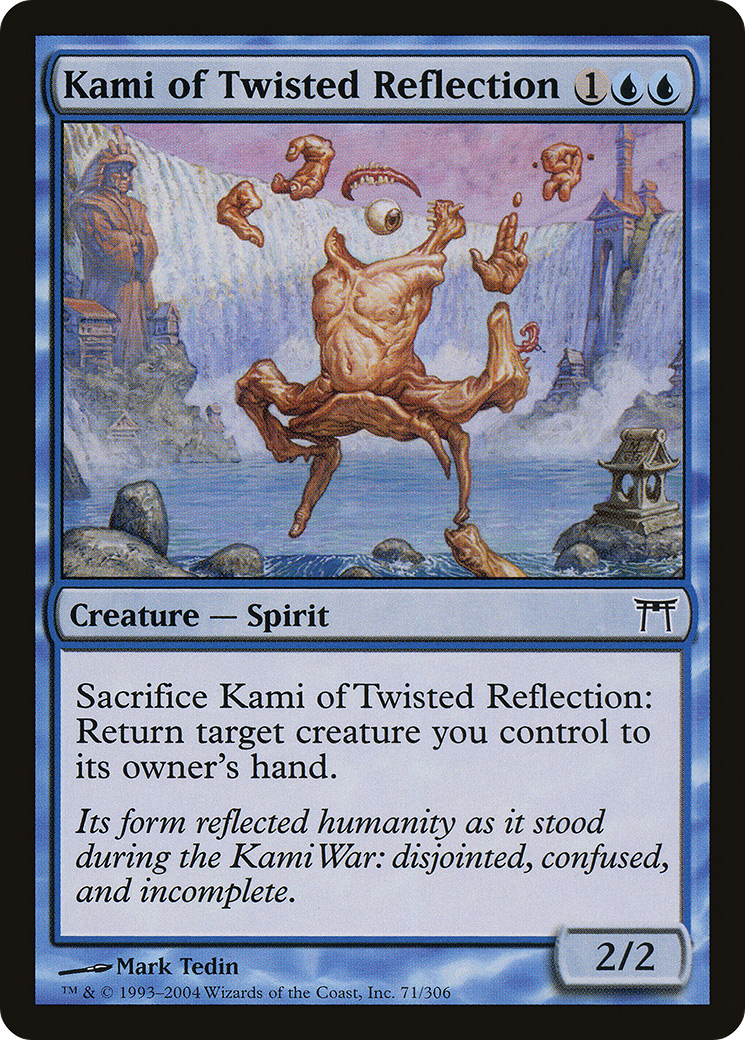 Kami of Twisted Reflection 1
Creature — Spirit
Sacrifice Kami of Twisted Reflection:
Return target creature you control to
its owner's hand.
Its form reflected humanity as it stood
during the Kami War: disjointed, confused,
and incomplete.
2/2
Mark Tedin
™ & © 1993–2004 Wizards of the Coast, Inc. 71/306